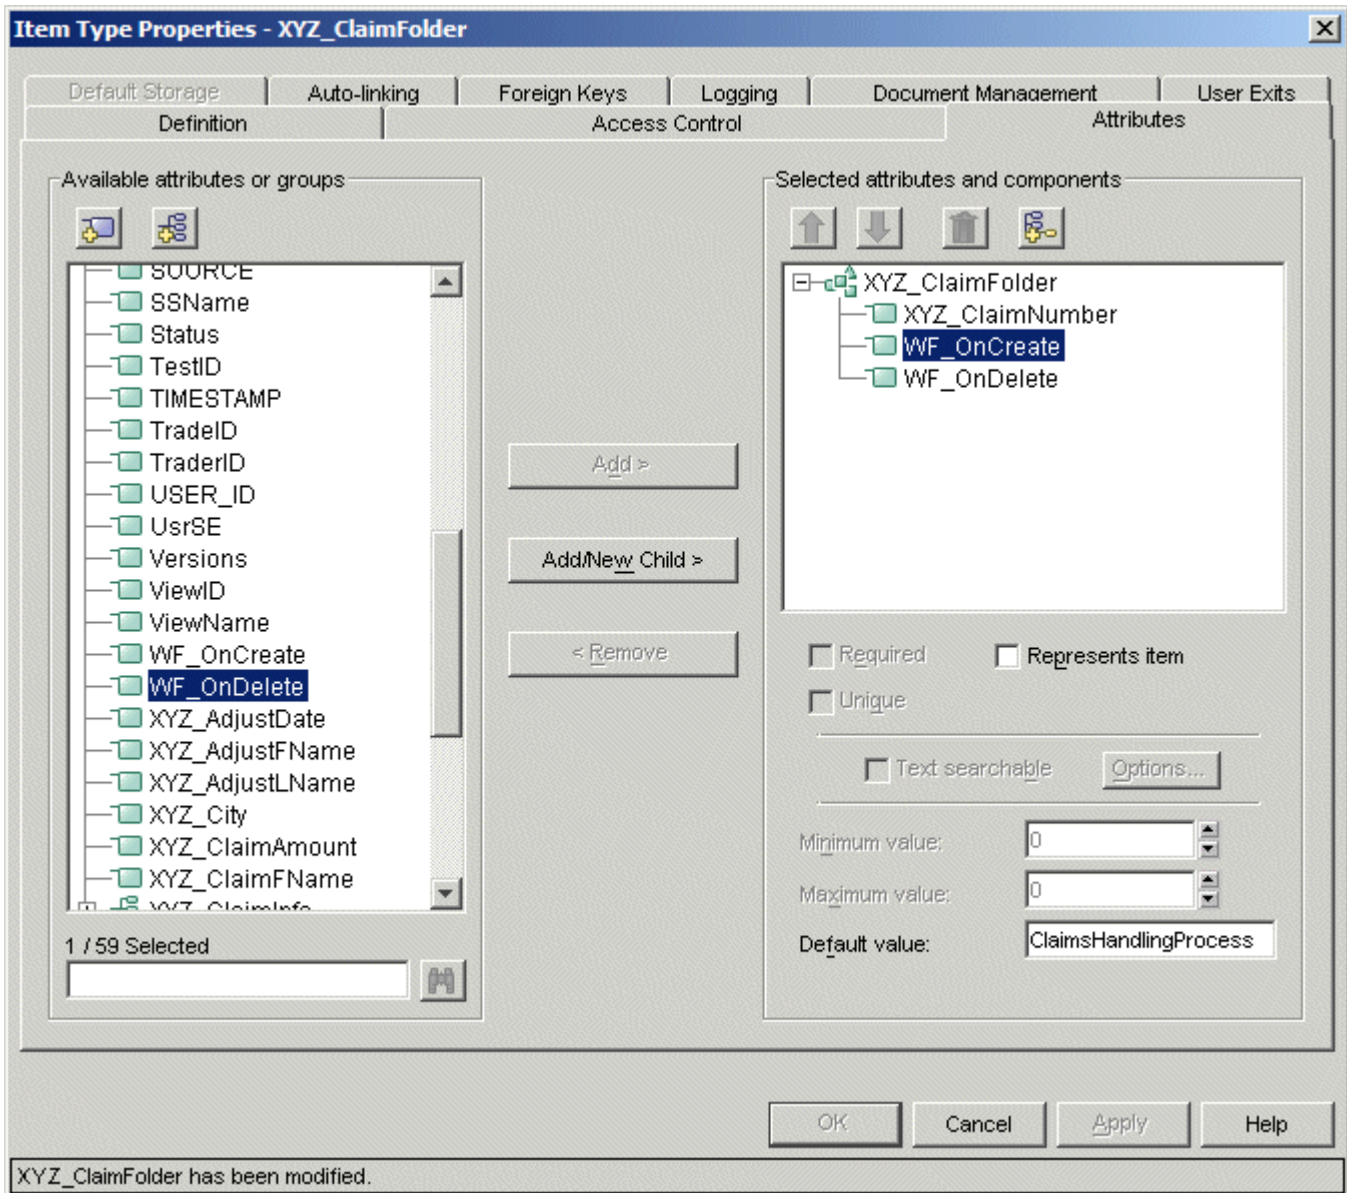 Item Type Properties - XYZ_ClaimFolder
Default Storage
Auto-linking
Foreign Keys
Logging
Document Management
User Exits
Definition
Access Control
Attributes
Available attributes or groups
SOURCE
SSName
Status
TestID
TIMESTAMP
TradeID
TraderID
USER_ID
UsrSE
Versions
ViewID
ViewName
WF_OnCreate
WF_OnDelete
XYZ_AdjustDate
XYZ_AdjustFName
XYZ_AdjustLName
XYZ_City
XYZ_ClaimAmount
XYZ_ClaimFName
XYZ_ClaimInfo
1 / 59 Selected
Add >
Add/New Child >
< Remove
Selected attributes and components
XYZ_ClaimFolder
XYZ_ClaimNumber
WF_OnCreate
WF_OnDelete
Required
Represents item
Unique
Text searchable
Options...
Minimum value:
0
Maximum value:
0
Default value:
ClaimsHandlingProcess
OK
Cancel
Apply
Help
XYZ_ClaimFolder has been modified.